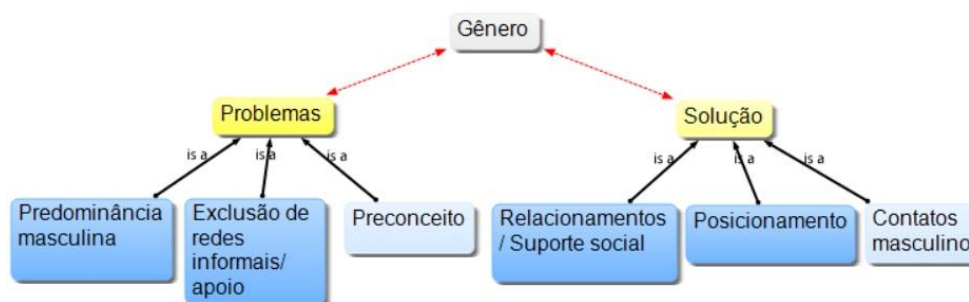 Gênero
Problemas
Solução
is a
is a
is a
is a
is a
is a
Predominância
masculina
Exclusão de
redes
informais/
apoio
Preconceito
Relacionamentos
/ Suporte social
Posicionamento
Contatos
masculino